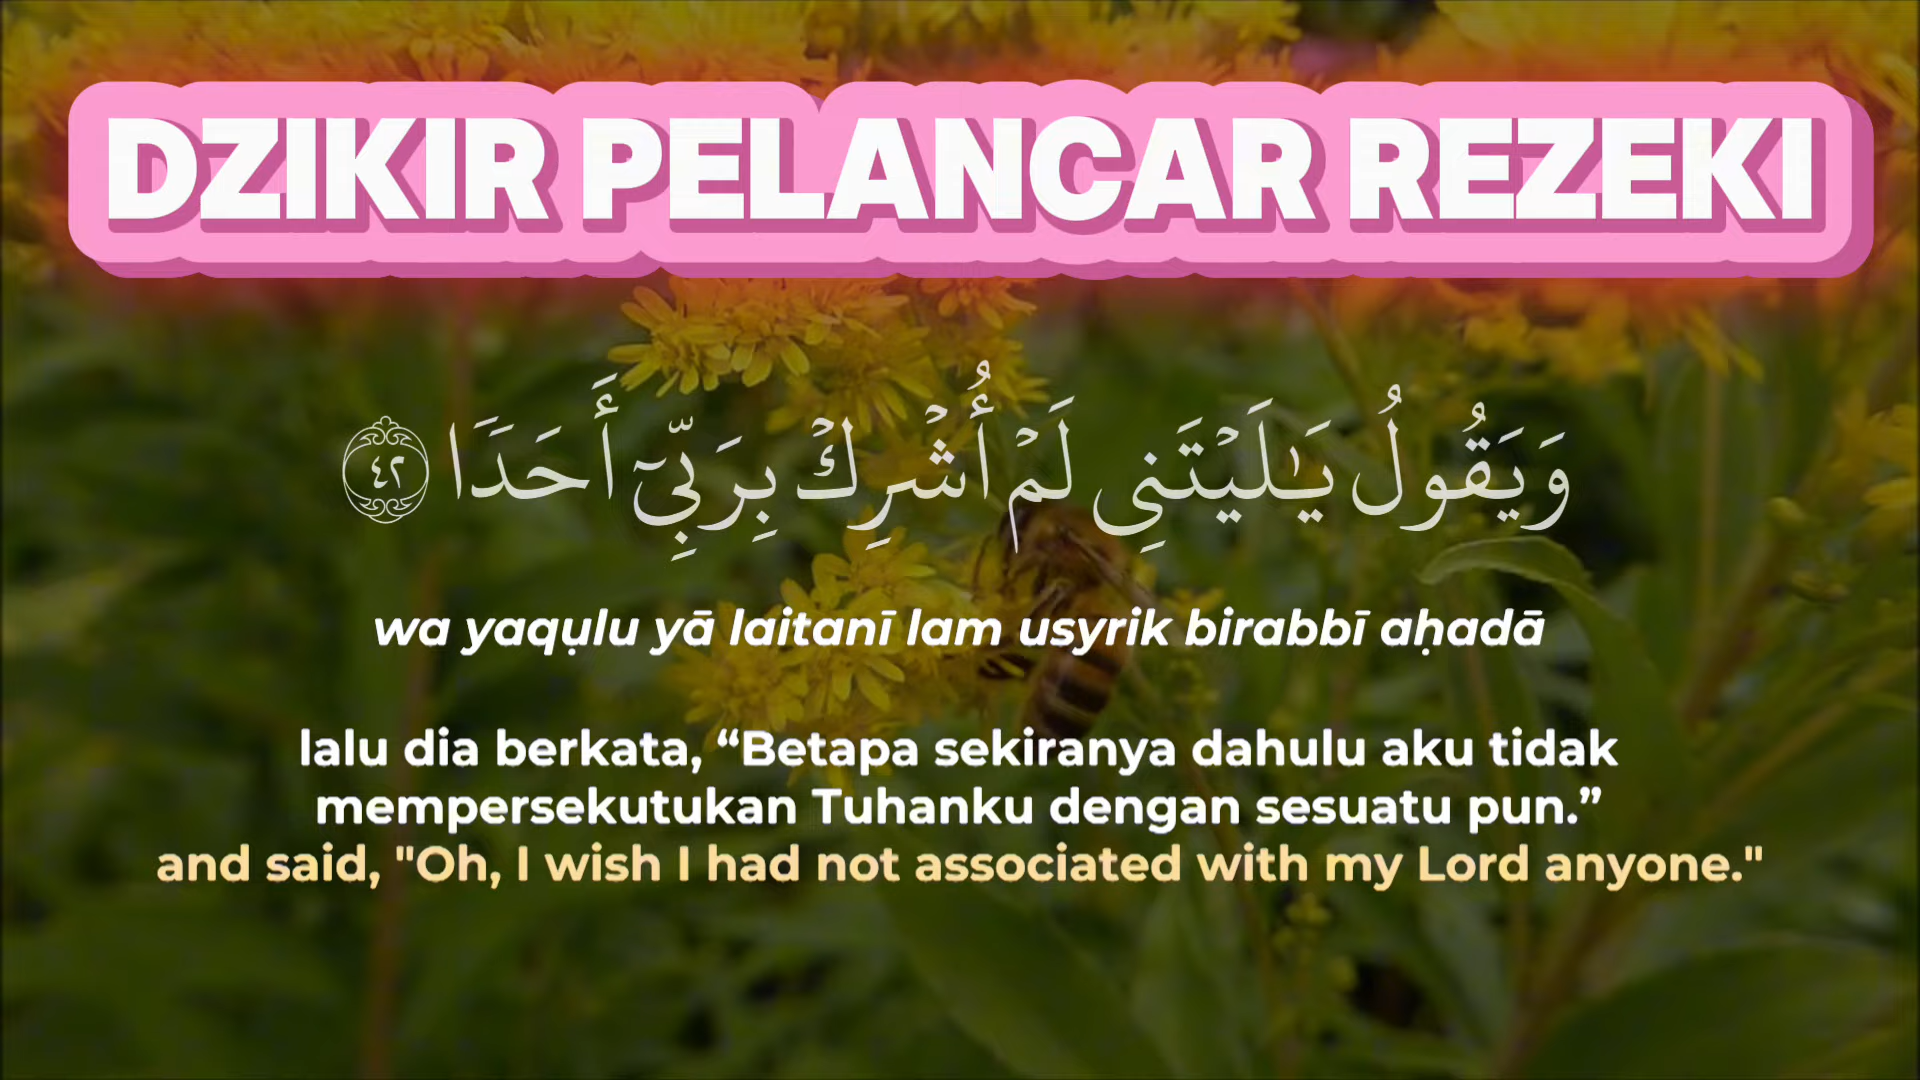 DZIKIR PELANCAR REZEKI
وَيَقُولُ يَـٰلَيْتَنِى لَمْ أُشْرِكْ بِرَبِّىٓ أَحَدًا ٤٢
wa yaqụlu yā laitanī lam usyrik birabbī aḥadā
lalu dia berkata, “Betapa sekiranya dahulu aku tidak
mempersekutukan Tuhanku dengan sesuatu pun.”
and said, "Oh, I wish I had not associated with my Lord anyone."